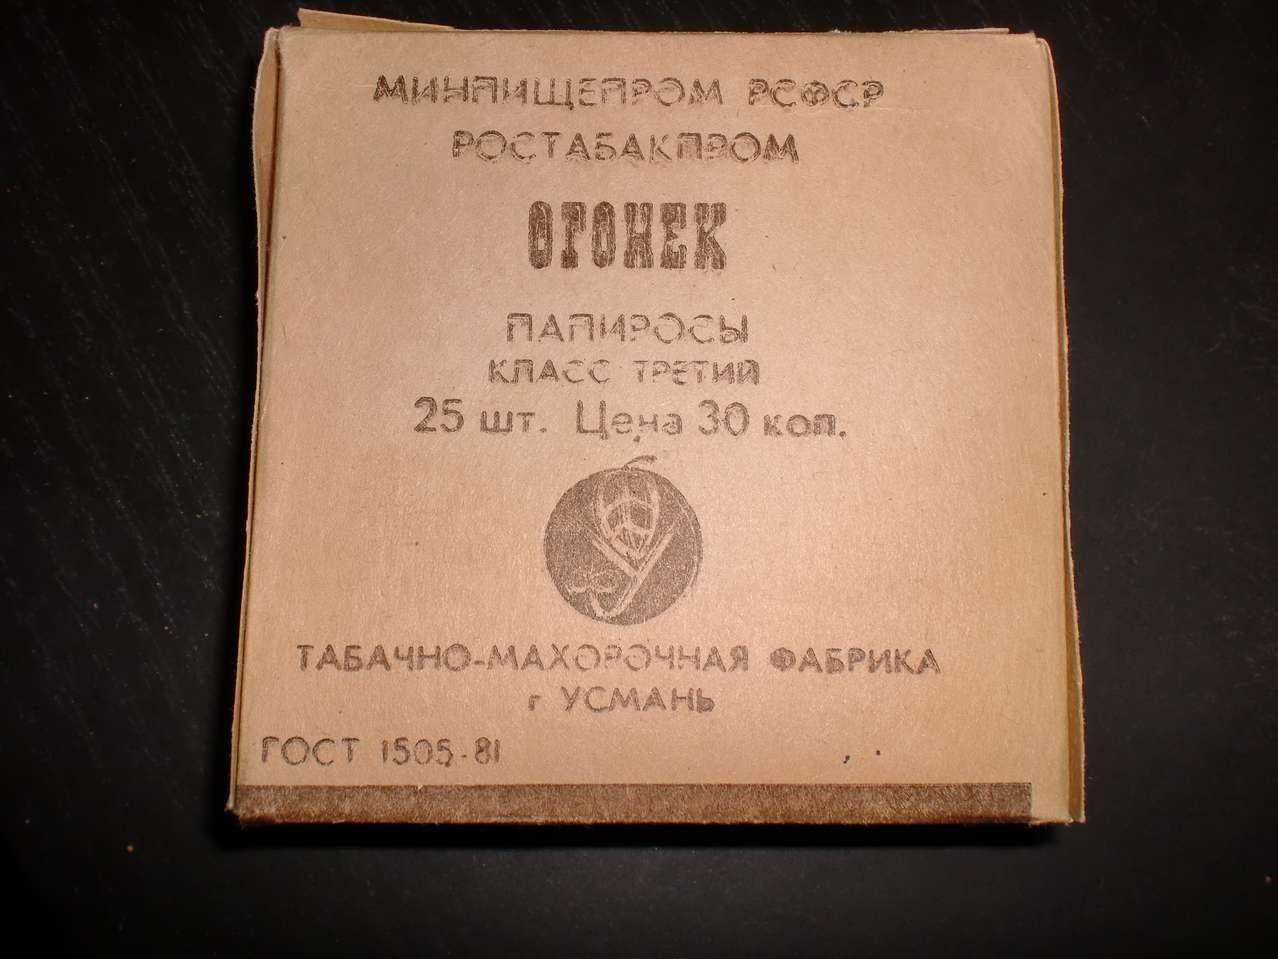 МИНПИЩЕПРОМ РСФСР
РОСТАБАКПРОМ
ОГОНЕК
ПАПИРОСЫ
КЛАСС ТРЕТИЙ
25 шт. Цена 30 коп.
ТАБАЧНО-МАХОРОЧНАЯ ФАБРИКА
г УСМАНЬ
ГОСТ 1505-81